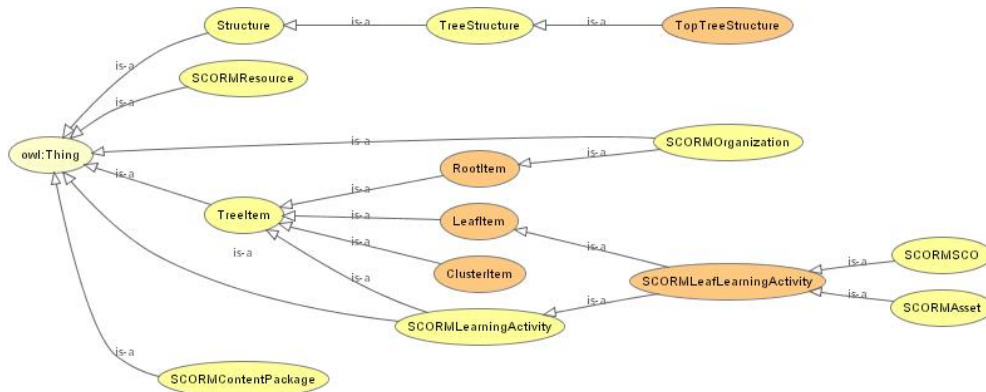 Structure
is-a
TreeStructure
is-a
TopTreeStructure
is-a
SCORMResource
is-a
owl:Thing
is-a
SCORMOrganization
is-a
RootItem
is-a
is-a
TreeItem
is-a
LeafItem
is-a
is-a
ClusterItem
is-a
is-a
SCORMLeafLearningActivity
is-a
SCORMSCO
is-a
SCORMAsset
is-a
is-a
SCORMLearningActivity
is-a
SCORMContentPackage